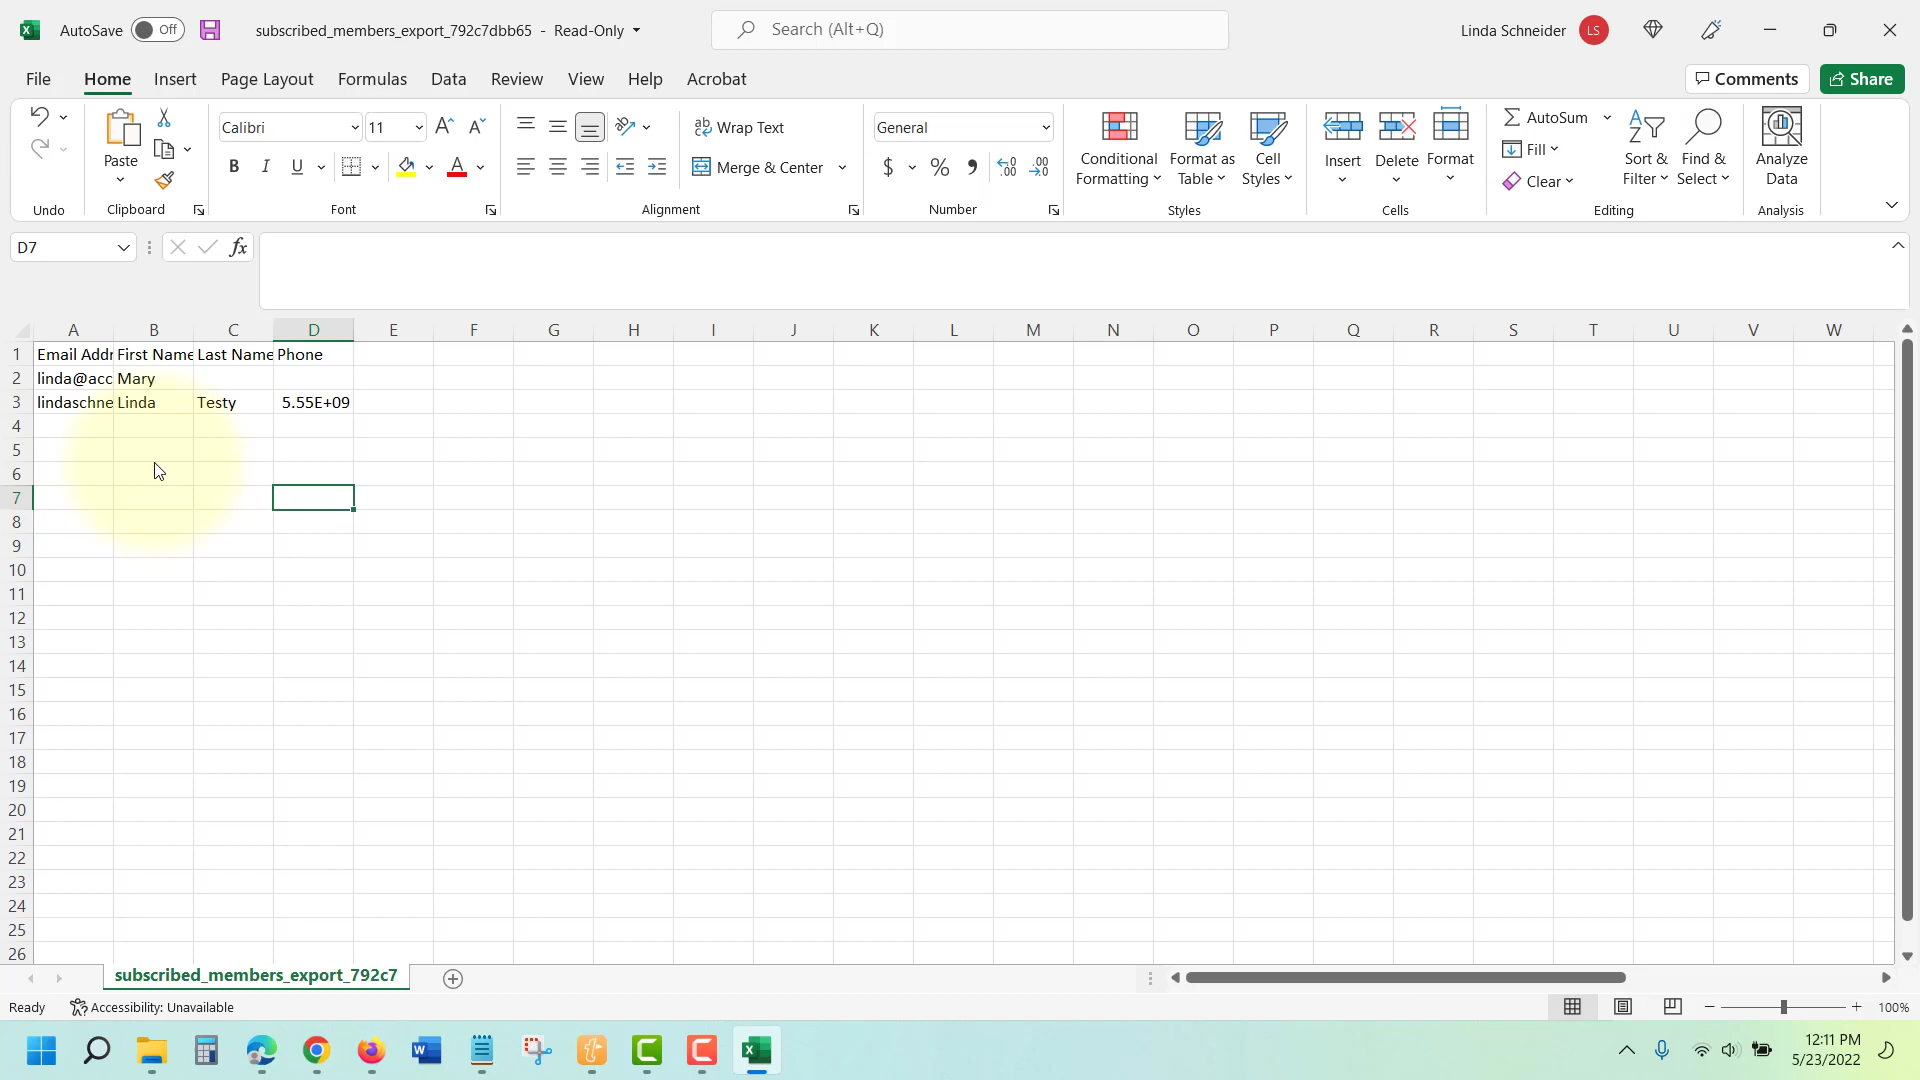 AutoSave Off subscribed_members_export_792c7dbb65 - Read-Only Search (Alt+Q) Linda Schneider LS
File Home Insert Page Layout Formulas Data Review View Help Acrobat Comments Share
Paste
Undo
Clipboard
Calibri 11
B I U A
Font
Wrap Text
Merge & Center
Alignment
General
$ % , .00
Number
Conditional Formatting
Format as Table
Cell Styles
Styles
Insert Delete Format
Cells
AutoSum
Fill
Clear
Sort & Filter
Find & Select
Editing
Analyze Data
Analysis
D7 fx
A B C D E F G H I J K L M N O P Q R S T U V W
1 Email Addr First Name Last Name Phone
2 linda@acc Mary
3 lindaschne Linda Testy 5.55E+09
4
5
6
7
8
9
10
11
12
13
14
15
16
17
18
19
20
21
22
23
24
25
26
subscribed_members_export_792c7
Ready Accessibility: Unavailable 100%
12:11 PM
5/23/2022